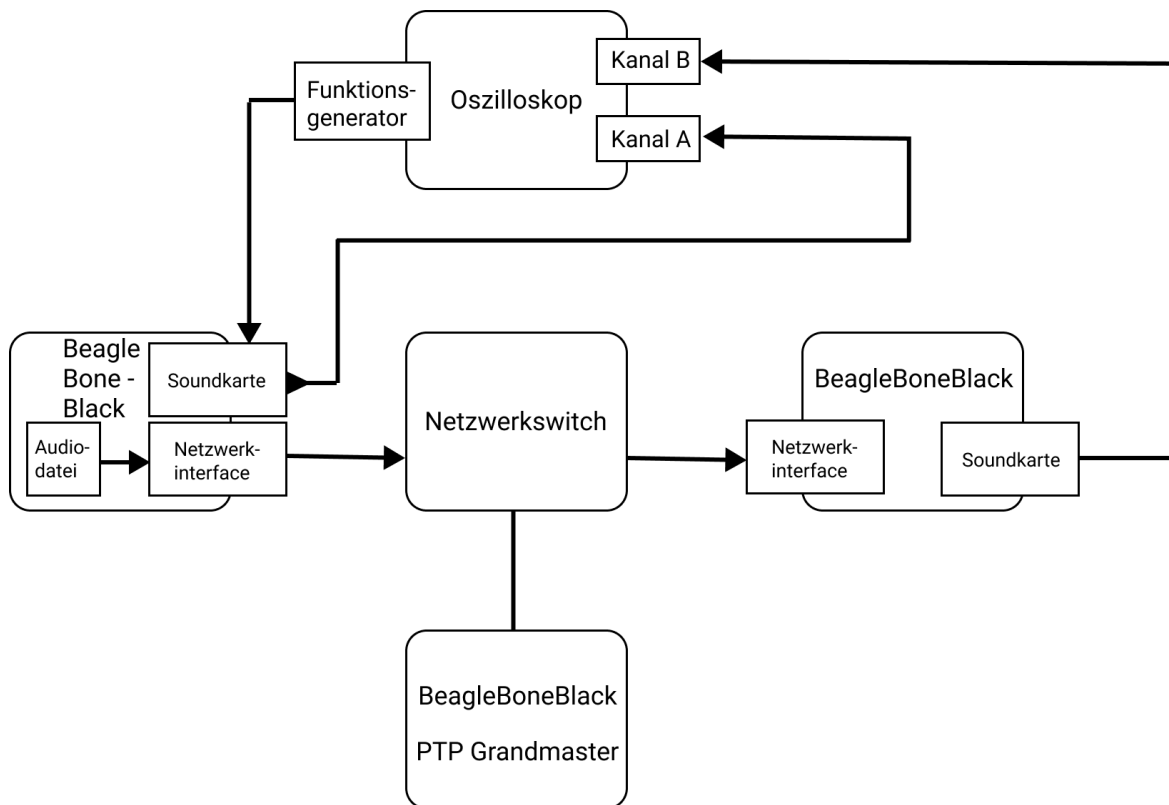 Kanal B
Funktions-
generator
Oszilloskop
Kanal A
Beagle
Bone -
Black
Soundkarte
Audio-
datei
Netzwerk-
interface
Netzwerkswitch
BeagleBoneBlack
Netzwerk-
interface
Soundkarte
BeagleBoneBlack
PTP Grandmaster